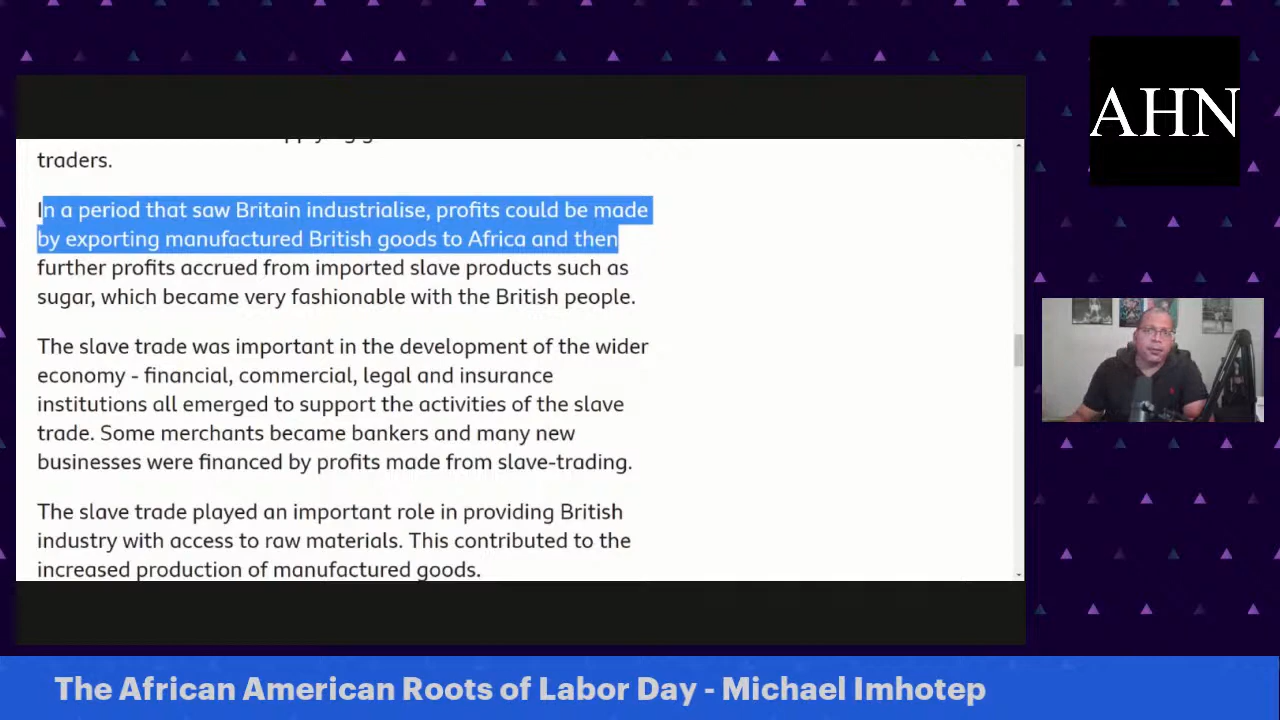 traders.
In a period that saw Britain industrialise, profits could be made
by exporting manufactured British goods to Africa and then
further profits accrued from imported slave products such as
sugar, which became very fashionable with the British people.
The slave trade was important in the development of the wider
economy - financial, commercial, legal and insurance
institutions all emerged to support the activities of the slave
trade. Some merchants became bankers and many new
businesses were financed by profits made from slave-trading.
The slave trade played an important role in providing British
industry with access to raw materials. This contributed to the
increased production of manufactured goods.
AHN
The African American Roots of Labor Day - Michael Imhotep